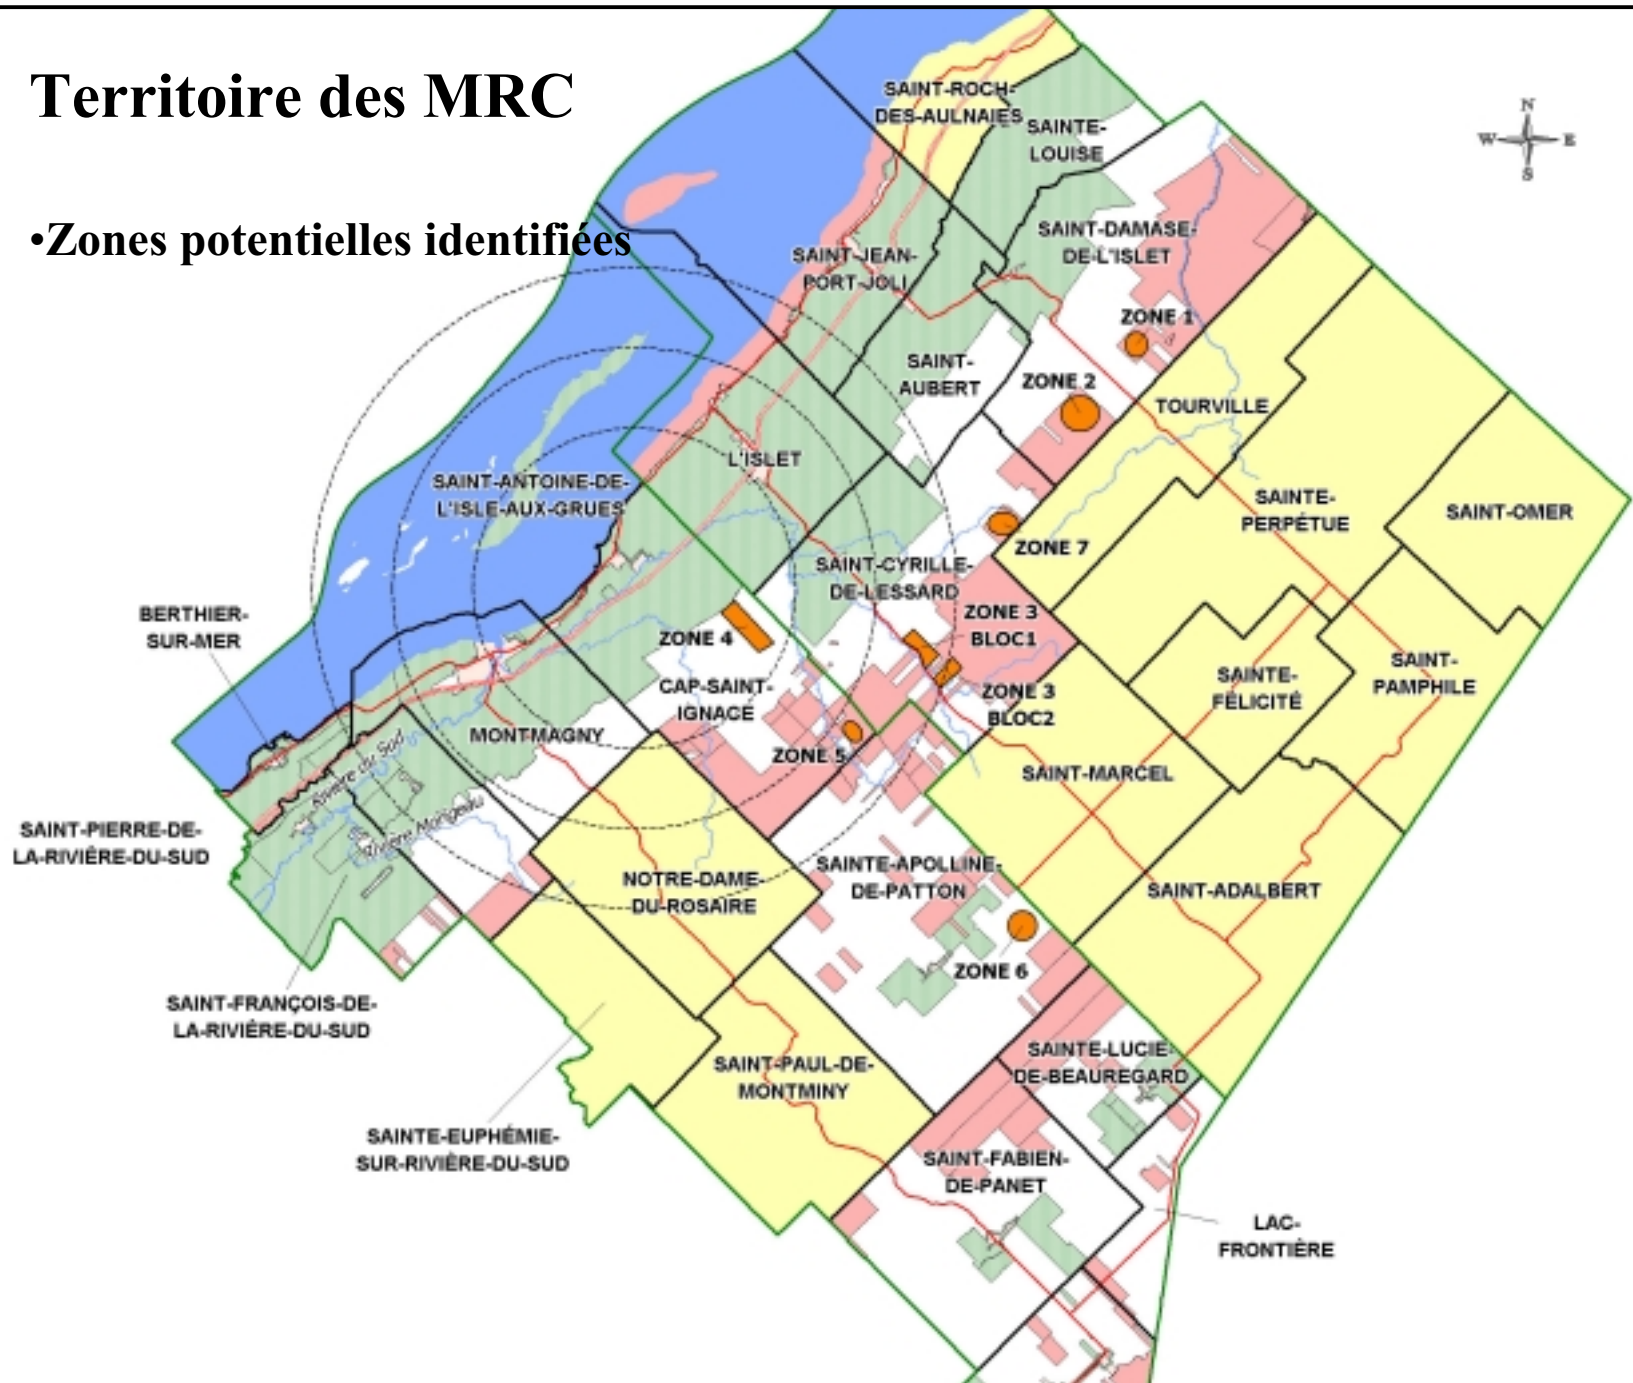 Territoire des MRC
•Zones potentielles identifiées
N
W
E
S
SAINT-ROCH-
DES-AULNAIES
SAINTE-
LOUISE
SAINT-DAMASE-
DE-L'ISLET
SAINT-JEAN-
PORT-JOLI
ZONE 1
SAINT-
AUBERT
ZONE 2
TOURVILLE
L'ISLET
SAINT-ANTOINE-DE-
L'ISLE-AUX-GRUES
SAINTE-
PERPÉTUE
SAINT-OMER
ZONE 7
SAINT-CYRILLE-
DE-LESSARD
ZONE 3
BLOC1
BERTHIER-
SUR-MER
ZONE 4
CAP-SAINT-
IGNACE
SAINTE-
FÉLICITÉ
SAINT-
PAMPHILE
ZONE 3
BLOC2
MONTMAGNY
ZONE 5
SAINT-MARCEL
Rivière du Sud
Rivière Morigeau
SAINT-PIERRE-DE-
LA-RIVIÈRE-DU-SUD
SAINTE-APOLLINE-
DE-PATTON
NOTRE-DAME-
DU-ROSAIRE
SAINT-ADALBERT
ZONE 6
SAINT-FRANÇOIS-DE-
LA-RIVIÈRE-DU-SUD
SAINTE-LUCIE-
DE-BEAUREGARD
SAINT-PAUL-DE-
MONTMINY
SAINTE-EUPHÉMIE-
SUR-RIVIÈRE-DU-SUD
SAINT-FABIEN-
DE-PANET
LAC-
FRONTIÈRE